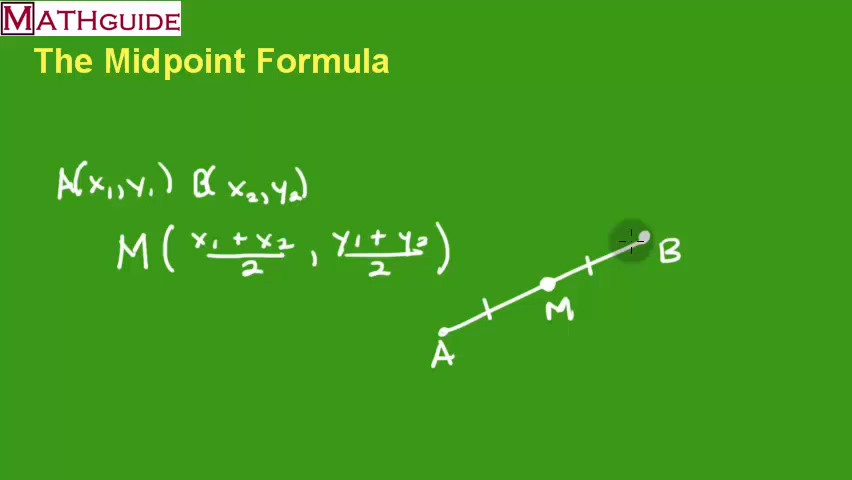 MATHGUIDE
The Midpoint Formula
A(x₁, y₁) B(x₂, y₂)
M( x₁ + x₂ / 2 , y₁ + y₂ / 2 )
B
M
A